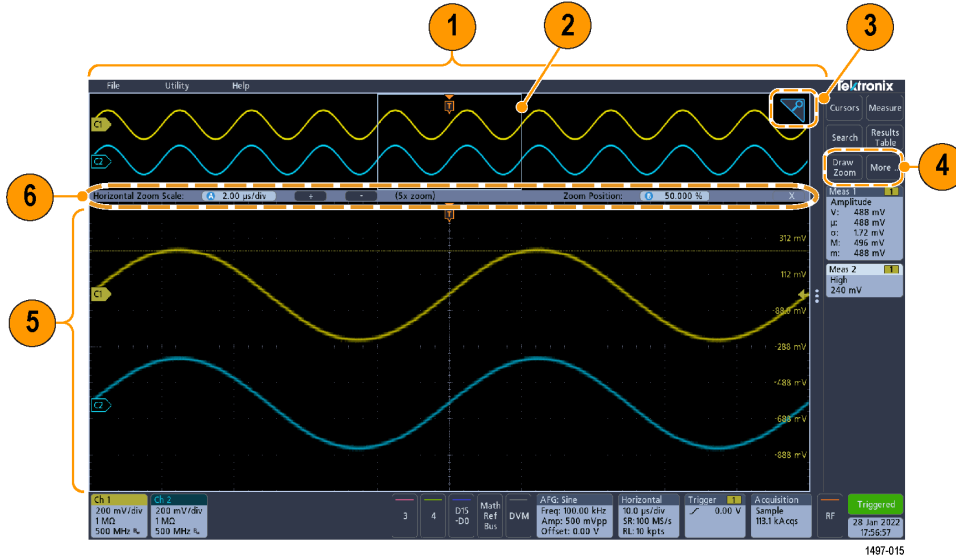 1
2
3
File Utility Help
Tektronix
Cursors Measure
Search Results Table
Draw Zoom More ...
4
T
C1
C2
6
Horizontal Zoom Scale: A 2.00 µs/div + - (5x zoom) Zoom Position: B 50.000 % X
T
Meas 1 1
Amplitude
V: 488 mV
µ: 488 mV
σ: 1.72 mV
M: 496 mV
m: 488 mV
Meas 2 1
High
240 mV
5
312 mV
112 mV
C1
-88.0 mV
-288 mV
-488 mV
C2
-688 mV
-888 mV
Ch 1
200 mV/div
1 MΩ
500 MHz
Ch 2
200 mV/div
1 MΩ
500 MHz
3
4
D15
-D0
Math
Ref
Bus
DVM
AFG: Sine
Freq: 100.00 kHz
Amp: 500 mVpp
Offset: 0.00 V
Horizontal
10.0 µs/div
SR: 100 MS/s
RL: 10 kpts
Trigger 1
0.00 V
Acquisition
Sample
113.1 kAcqs
RF
Triggered
28 Jan 2022
17:56:57
1497-015